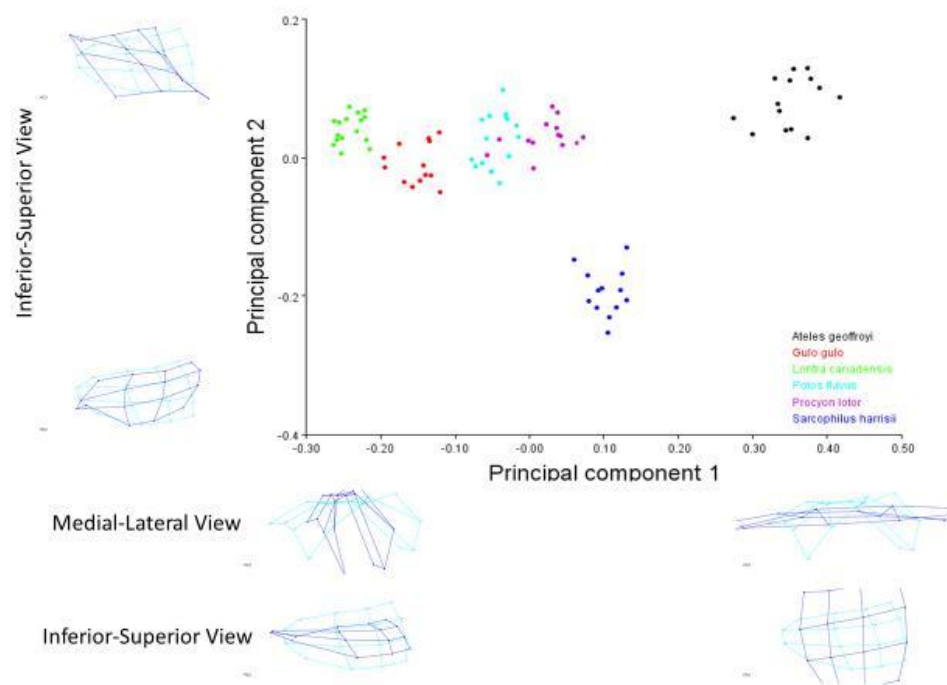 Inferior-Superior View
Principal component 2
0.2
0.0
-0.2
-0.4
-0.30
-0.20
-0.10
-0.00
0.10
0.20
0.30
0.40
0.50
Principal component 1
Ateles geoffroyi
Gulo gulo
Lontra canadensis
Potos flavus
Procyon lotor
Sarcophilus harrisii
Medial-Lateral View
Inferior-Superior View